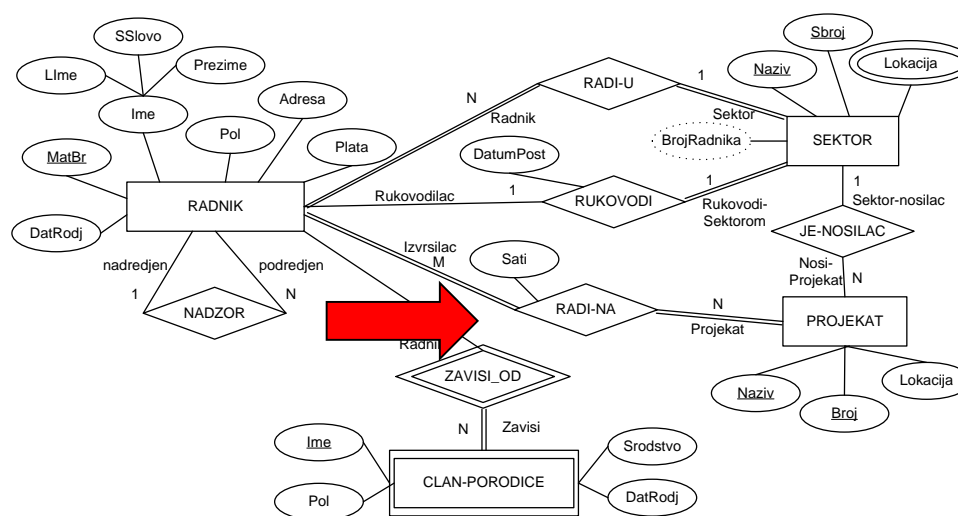 SSlovo
LIme
Prezime
Ime
Adresa
Pol
MatBr
Plata
DatRodj
RADNIK
nadredjen
podredjen
1
N
NADZOR
N
Radnik
RADI-U
1
Sektor
Sbroj
Naziv
Lokacija
BrojRadnika
SEKTOR
DatumPost
Rukovodilac
1
RUKOVODI
1
Rukovodi-
Sektorom
1
Sektor-nosilac
JE-NOSILAC
Nosi-
Projekat
N
Izvrsilac
M
Sati
RADI-NA
N
Projekat
PROJEKAT
Naziv
Broj
Lokacija
ZAVISI_OD
N
Zavisi
Ime
Pol
CLAN-PORODICE
Srodstvo
DatRodj